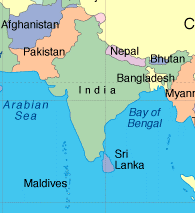 C
Afghanistan
Nepal
Pakistan
Bhutan
Bangladesh
India
Myanm
Arabian
Sea
Bay of
Bengal
Sri
Lanka
Maldives